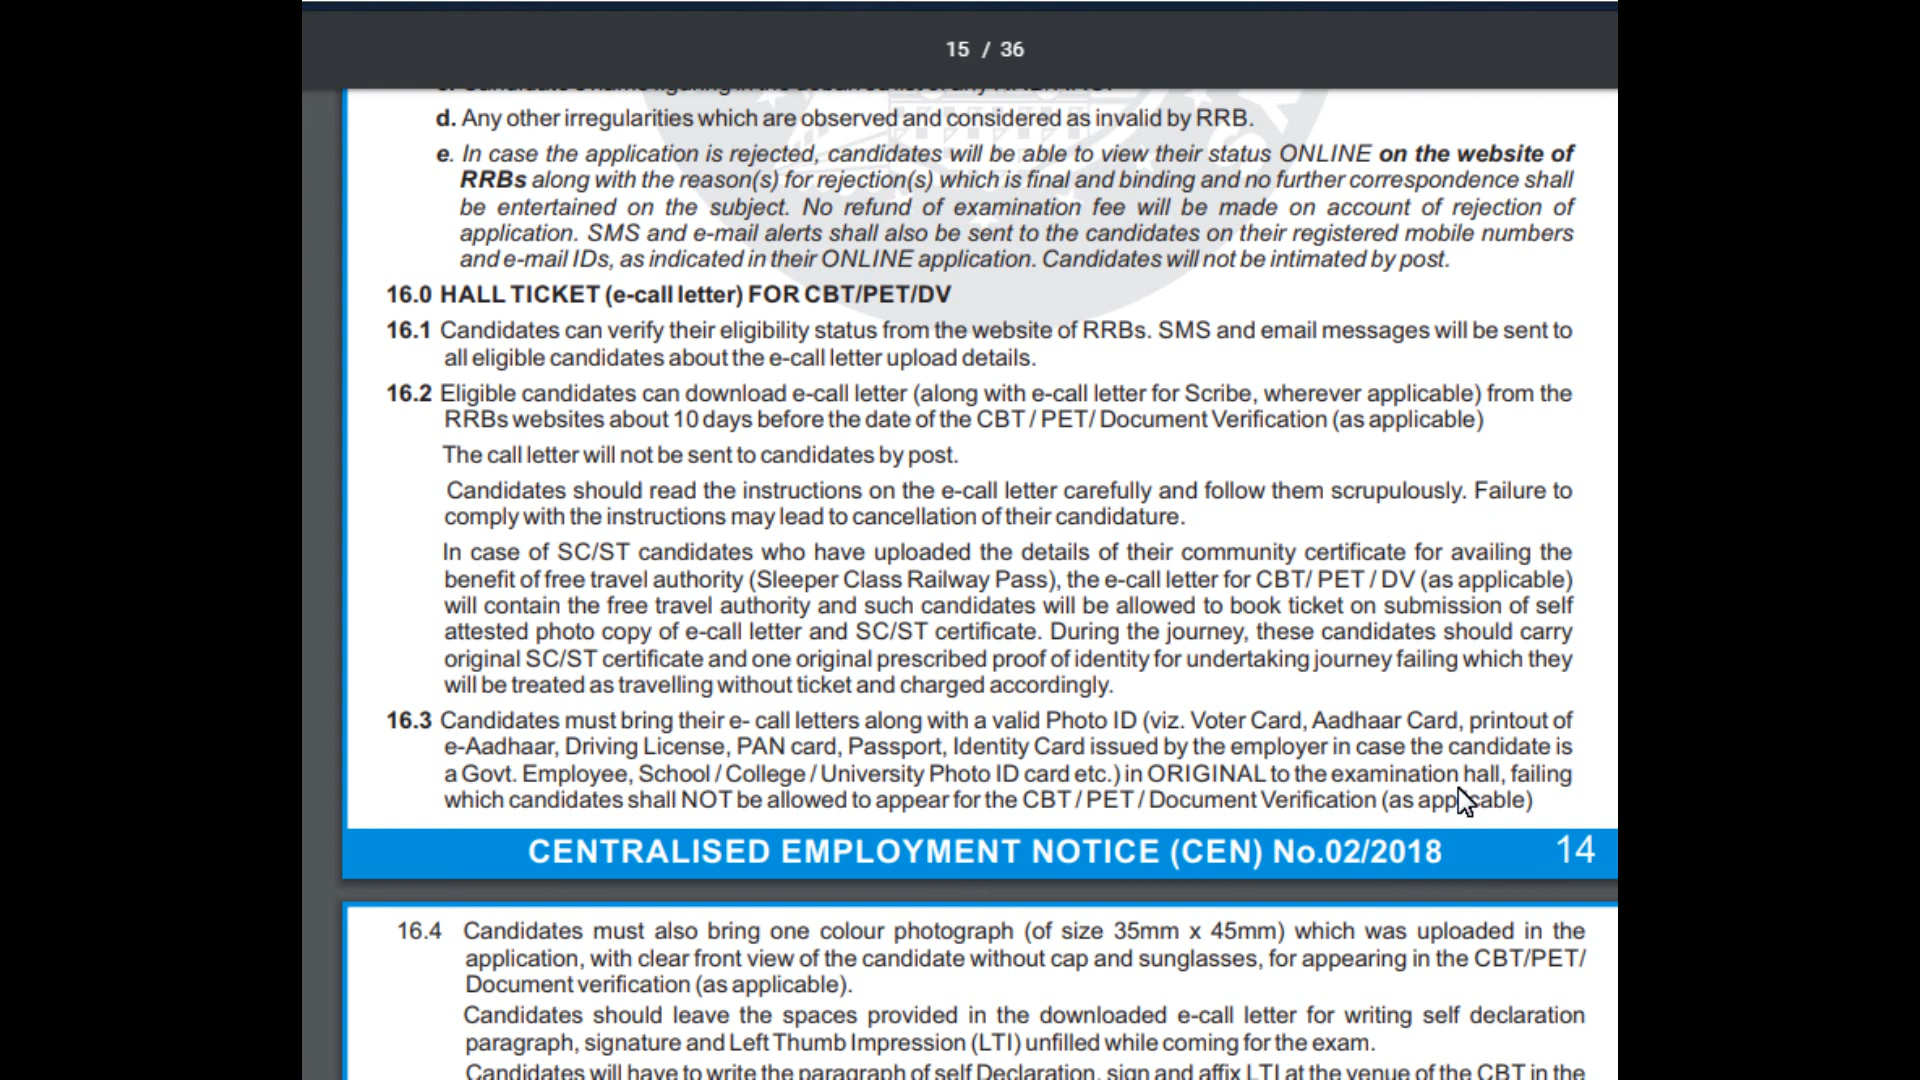 15 / 36
d. Any other irregularities which are observed and considered as invalid by RRB.
e. In case the application is rejected, candidates will be able to view their status ONLINE on the website of
RRBs along with the reason(s) for rejection(s) which is final and binding and no further correspondence shall
be entertained on the subject. No refund of examination fee will be made on account of rejection of
application. SMS and e-mail alerts shall also be sent to the candidates on their registered mobile numbers
and e-mail IDs, as indicated in their ONLINE application. Candidates will not be intimated by post.
16.0 HALL TICKET (e-call letter) FOR CBT/PET/DV
16.1 Candidates can verify their eligibility status from the website of RRBs. SMS and email messages will be sent to
all eligible candidates about the e-call letter upload details.
16.2 Eligible candidates can download e-call letter (along with e-call letter for Scribe, wherever applicable) from the
RRBs websites about 10 days before the date of the CBT / PET/ Document Verification (as applicable)
The call letter will not be sent to candidates by post.
Candidates should read the instructions on the e-call letter carefully and follow them scrupulously. Failure to
comply with the instructions may lead to cancellation of their candidature.
In case of SC/ST candidates who have uploaded the details of their community certificate for availing the
benefit of free travel authority (Sleeper Class Railway Pass), the e-call letter for CBT/ PET / DV (as applicable)
will contain the free travel authority and such candidates will be allowed to book ticket on submission of self
attested photo copy of e-call letter and SC/ST certificate. During the journey, these candidates should carry
original SC/ST certificate and one original prescribed proof of identity for undertaking journey failing which they
will be treated as travelling without ticket and charged accordingly.
16.3 Candidates must bring their e- call letters along with a valid Photo ID (viz. Voter Card, Aadhaar Card, printout of
e-Aadhaar, Driving License, PAN card, Passport, Identity Card issued by the employer in case the candidate is
a Govt. Employee, School / College / University Photo ID card etc.) in ORIGINAL to the examination hall, failing
which candidates shall NOT be allowed to appear for the CBT / PET / Document Verification (as applicable)
CENTRALISED EMPLOYMENT NOTICE (CEN) No.02/2018 14
16.4 Candidates must also bring one colour photograph (of size 35mm x 45mm) which was uploaded in the
application, with clear front view of the candidate without cap and sunglasses, for appearing in the CBT/PET/
Document verification (as applicable).
Candidates should leave the spaces provided in the downloaded e-call letter for writing self declaration
paragraph, signature and Left Thumb Impression (LTI) unfilled while coming for the exam.
Candidates will have to write the paragraph of self Declaration, sign and affix LTI at the venue of the CBT in the